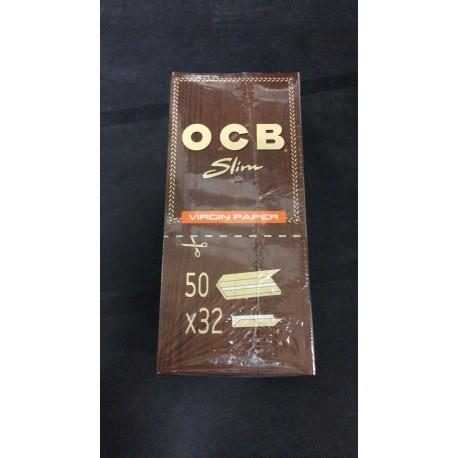 OCB
Slim
VIRGIN PAPER
50
x32